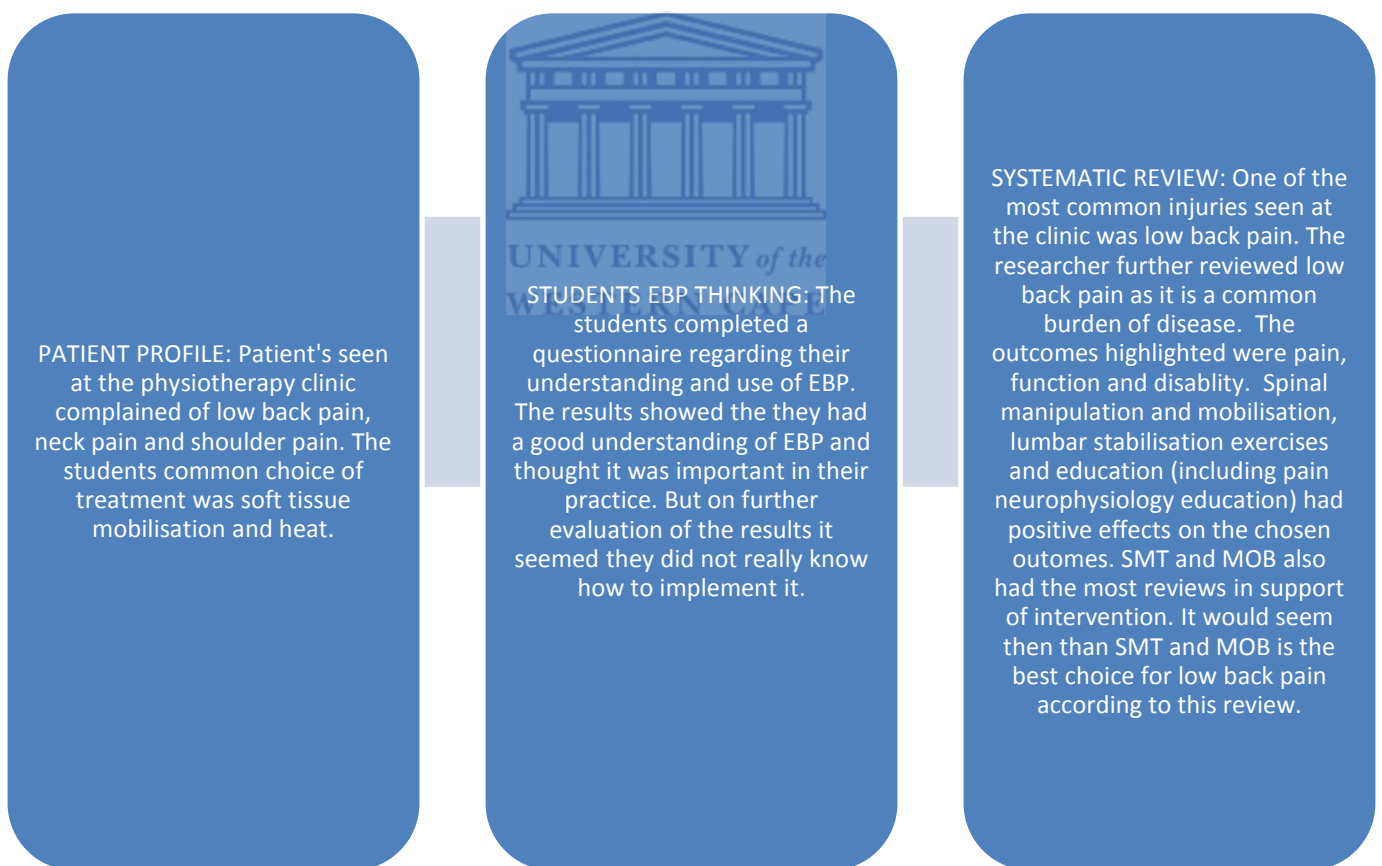 PATIENT PROFILE: Patient's seen
at the physiotherapy clinic
complained of low back pain,
neck pain and shoulder pain. The
students common choice of
treatment was soft tissue
mobilisation and heat.
UNIVERSITY of the
WESTERN CAPE
STUDENTS EBP THINKING: The
students completed a
questionnaire regarding their
understanding and use of EBP.
The results showed the they had
a good understanding of EBP and
thought it was important in their
practice. But on further
evaluation of the results it
seemed they did not really know
how to implement it.
SYSTEMATIC REVIEW: One of the
most common injuries seen at
the clinic was low back pain. The
researcher further reviewed low
back pain as it is a common
burden of disease.  The
outcomes highlighted were pain,
function and disablity.  Spinal
manipulation and mobilisation,
lumbar stabilisation exercises
and education (including pain
neurophysiology education) had
positive effects on the chosen
outomes. SMT and MOB also
had the most reviews in support
of intervention. It would seem
then than SMT and MOB is the
best choice for low back pain
according to this review.